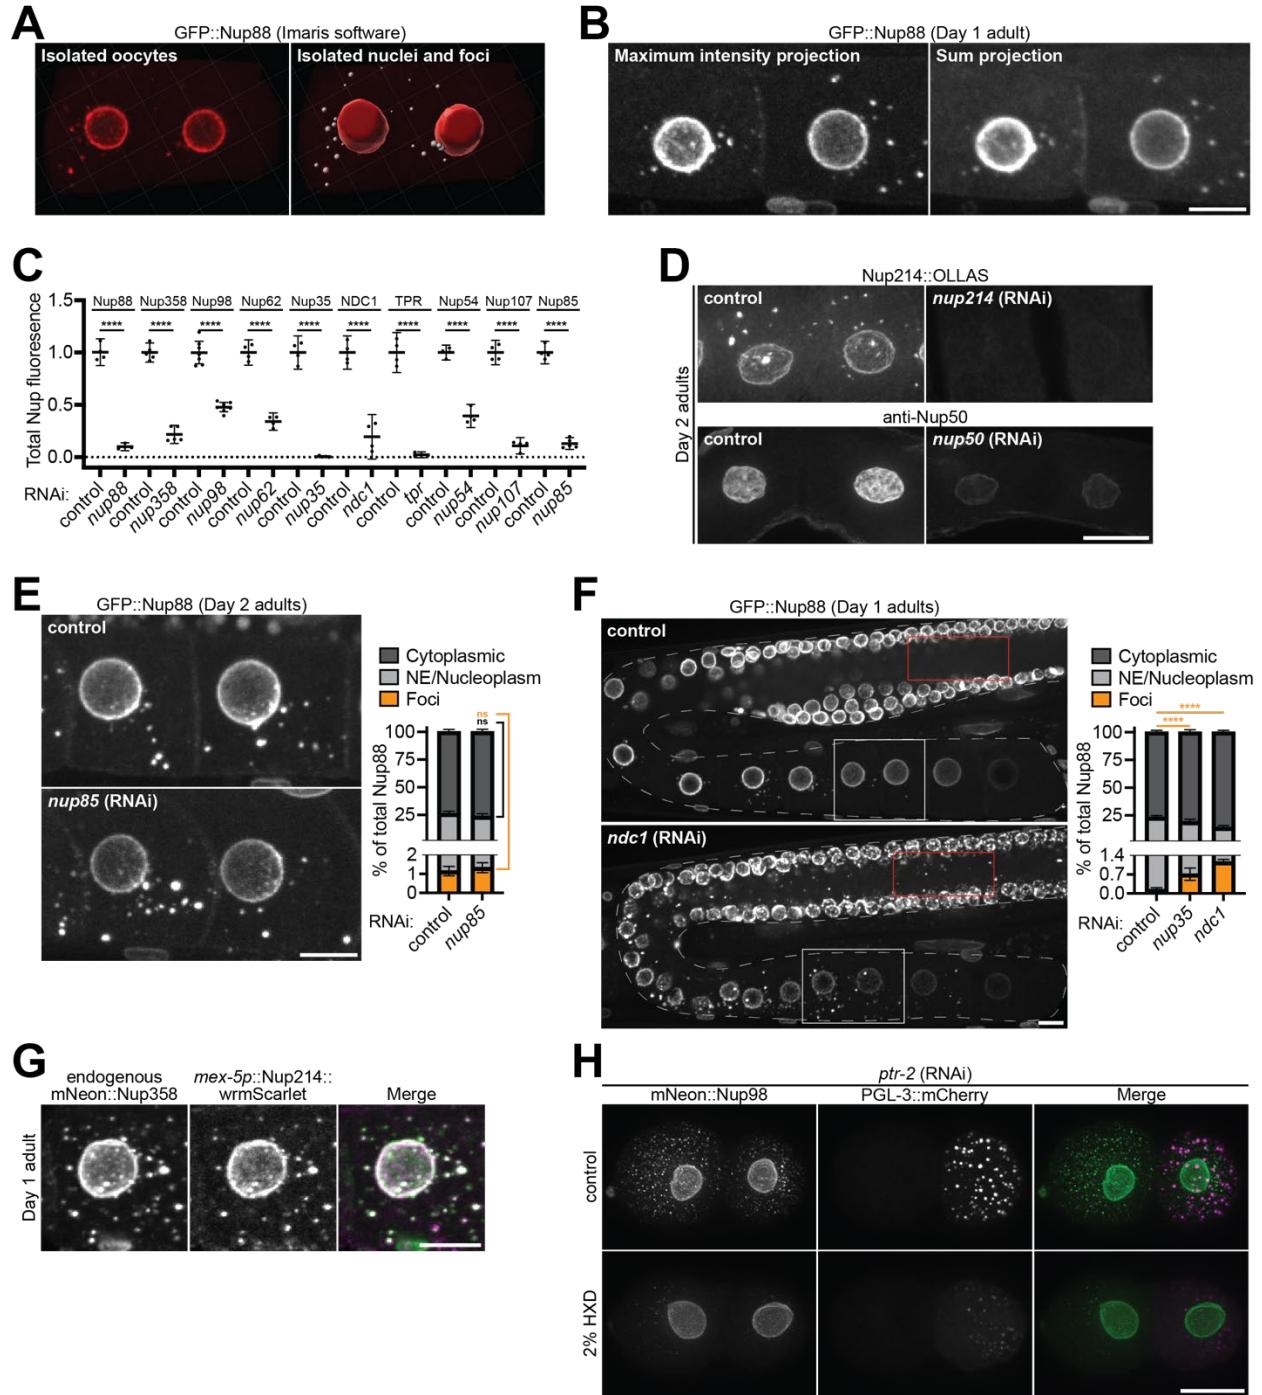 A
GFP::Nup88 (Imaris software)
Isolated oocytes
Isolated nuclei and foci
B
GFP::Nup88 (Day 1 adult)
Maximum intensity projection
Sum projection
C
Total Nup fluorescence
1.5
1.0
0.5
0.0
Nup88 Nup358 Nup98 Nup62 Nup35 NDC1 TPR Nup54 Nup107 Nup85
**** **** **** **** **** **** **** **** **** ****
RNAi: control nup88 control nup358 control nup98 control nup62 control nup35 control ndc1 control tpr control nup54 control nup107 control nup85
D
Nup214::OLLAS
Day 2 adults
control
nup214 (RNAi)
anti-Nup50
control
nup50 (RNAi)
E
GFP::Nup88 (Day 2 adults)
control
nup85 (RNAi)
Cytoplasmic
NE/Nucleoplasm
Foci
ns
ns
% of total Nup88
100
75
50
25
2
1
0
RNAi: control nup85
F
GFP::Nup88 (Day 1 adults)
control
ndc1 (RNAi)
Cytoplasmic
NE/Nucleoplasm
Foci
****
****
% of total Nup88
100
75
50
25
1.4
0.7
0.0
RNAi: control nup35 ndc1
G
endogenous
mNeon::Nup358
mex-5p::Nup214::
wrmScarlet
Merge
Day 1 adult
H
ptr-2 (RNAi)
mNeon::Nup98
PGL-3::mCherry
Merge
control
2% HXD